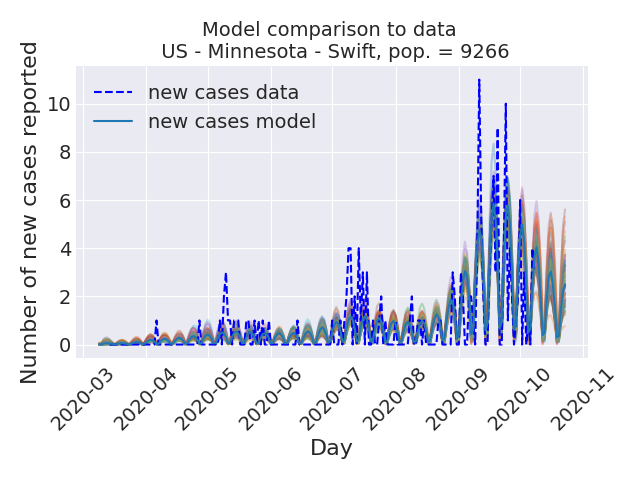 Model comparison to data
US - Minnesota - Swift, pop. = 9266
Number of new cases reported
new cases data
new cases model
10
8
6
4
2
0
2020-03
2020-04
2020-05
2020-06
2020-07
2020-08
2020-09
2020-10
2020-11
Day